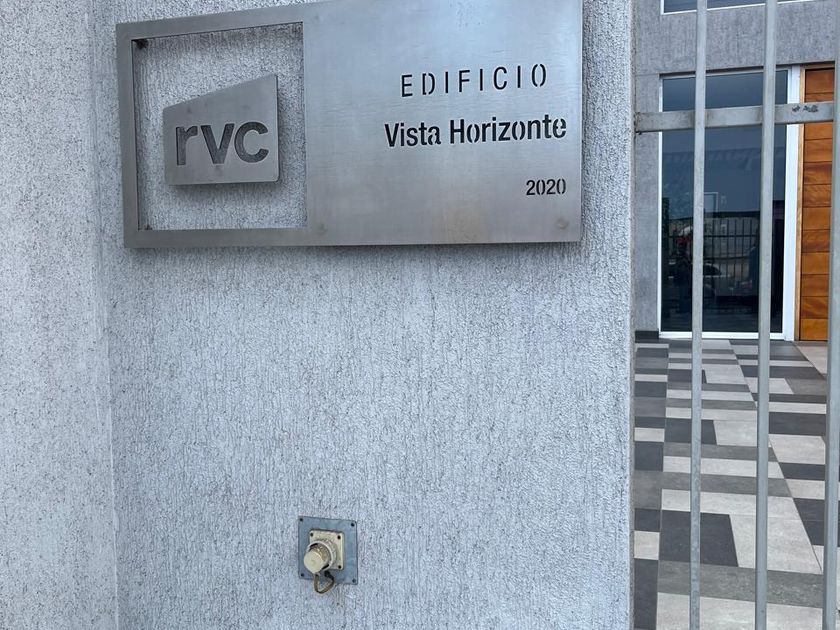 rvc
EDIFICIO
Vista Horizonte
2020